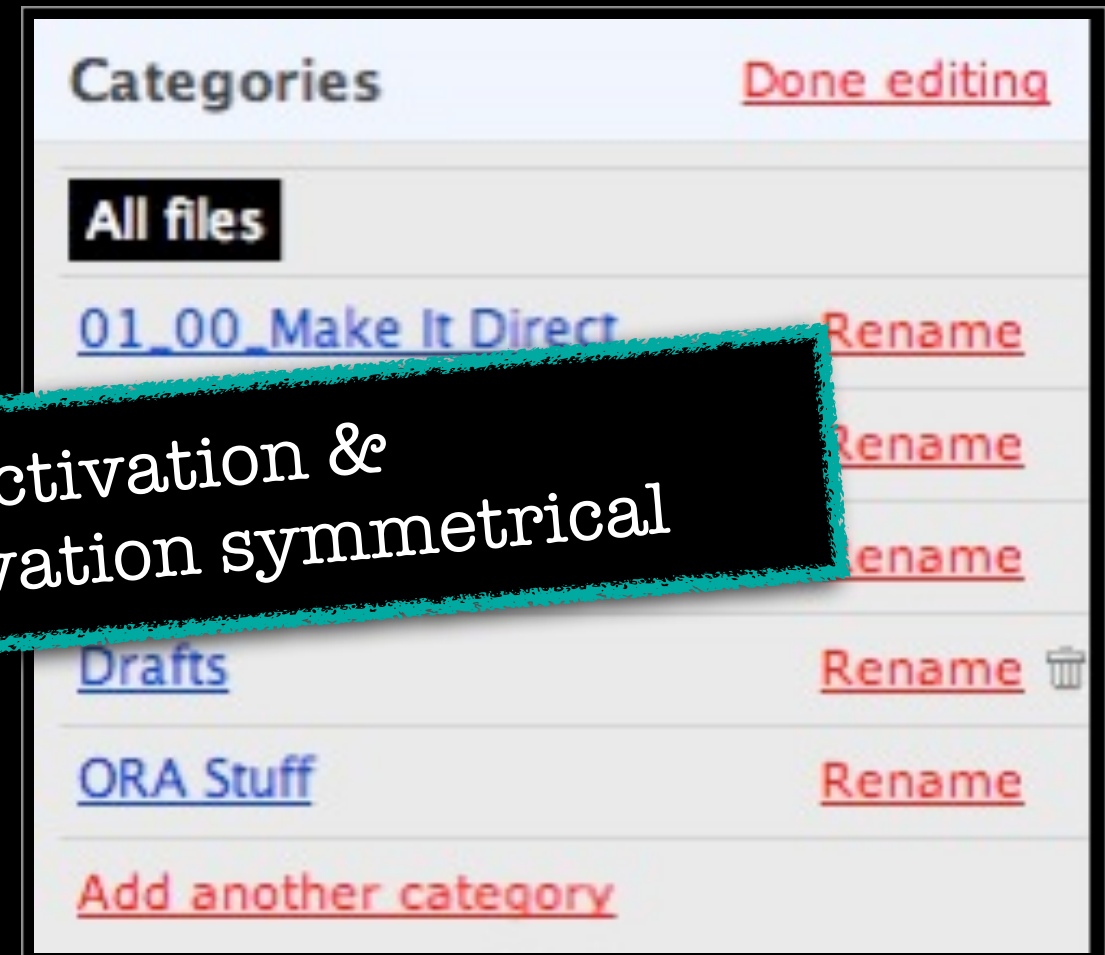 Categories Done editing
All files
01_00_Make It Direct Rename
Rename
ctivation &
vation symmetrical
ename
Drafts Rename
ORA Stuff Rename
Add another category